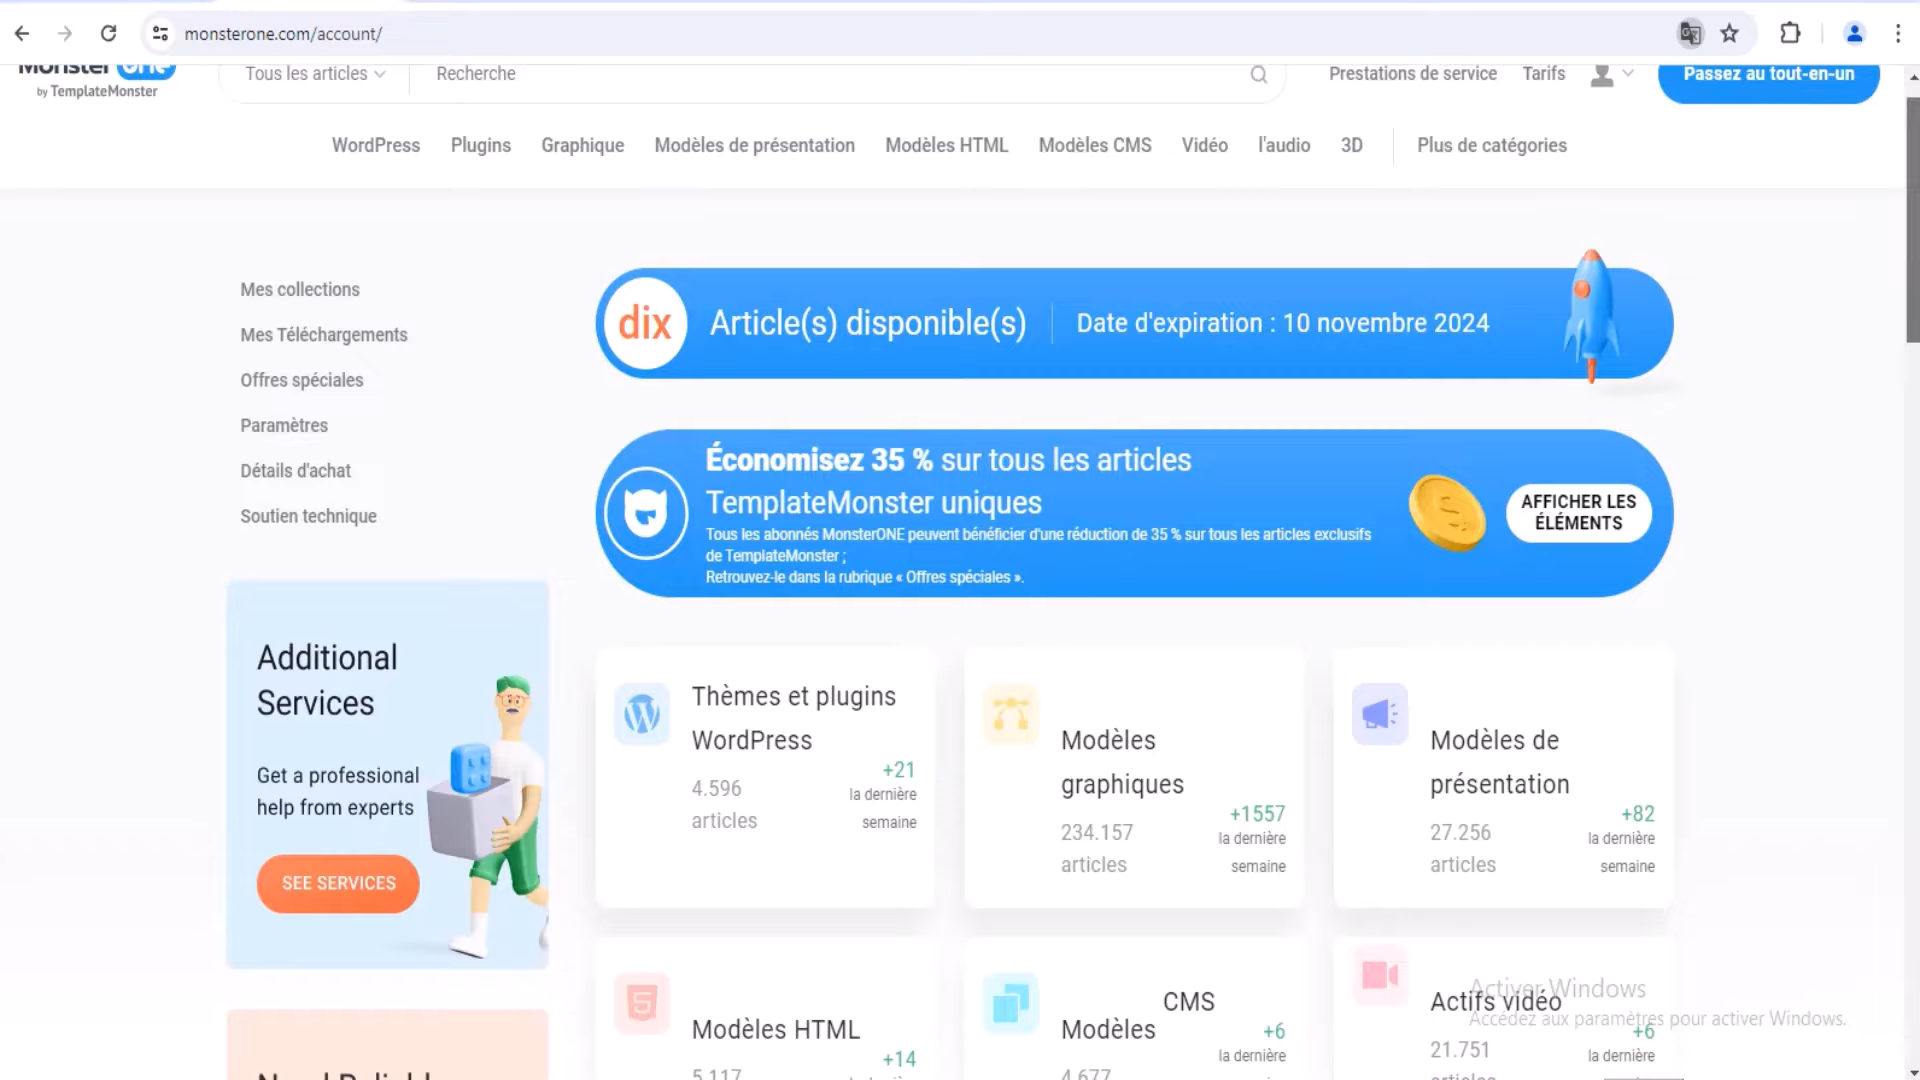 monsterone.com/account/
Monster One
by TemplateMonster
Tous les articles
Recherche
Prestations de service
Tarifs
Passez au tout-en-un
WordPress
Plugins
Graphique
Modèles de présentation
Modèles HTML
Modèles CMS
Vidéo
l'audio
3D
Plus de catégories
Mes collections
Mes Téléchargements
Offres spéciales
Paramètres
Détails d'achat
Soutien technique
dix
Article(s) disponible(s)
Date d'expiration : 10 novembre 2024
Économisez 35 % sur tous les articles
TemplateMonster uniques
Tous les abonnés MonsterONE peuvent bénéficier d'une réduction de 35 % sur tous les articles exclusifs
de TemplateMonster ;
Retrouvez-le dans la rubrique « Offres spéciales ».
AFFICHER LES
ÉLÉMENTS
Additional
Services
Get a professional
help from experts
SEE SERVICES
Thèmes et plugins
WordPress
4.596
articles
+21
la dernière
semaine
Modèles
graphiques
234.157
articles
+1557
la dernière
semaine
Modèles de
présentation
27.256
articles
+82
la dernière
semaine
Modèles HTML
5.117
+14
CMS
Modèles
4.677
+6
la dernière
Actifs vidéo
21.751
articles
+6
la dernière
Activer Windows
Accédez aux paramètres pour activer Windows.